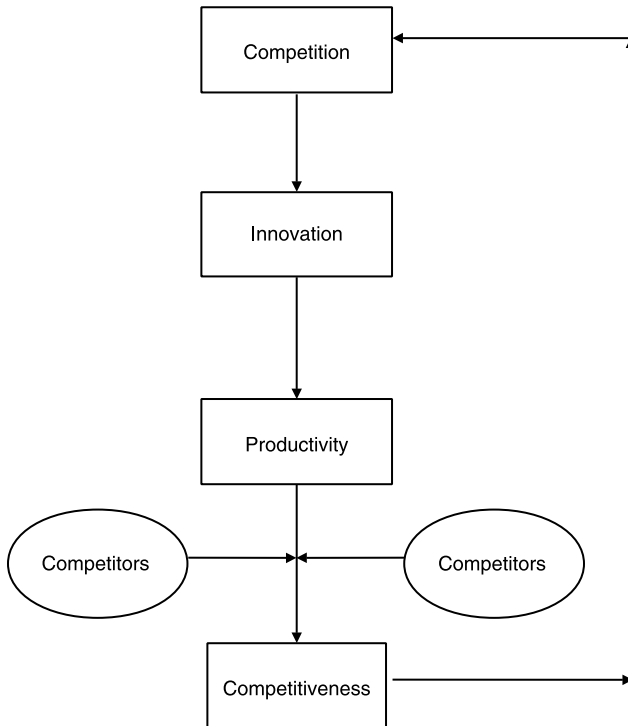 Competition
Innovation
Productivity
Competitors
Competitors
Competitiveness